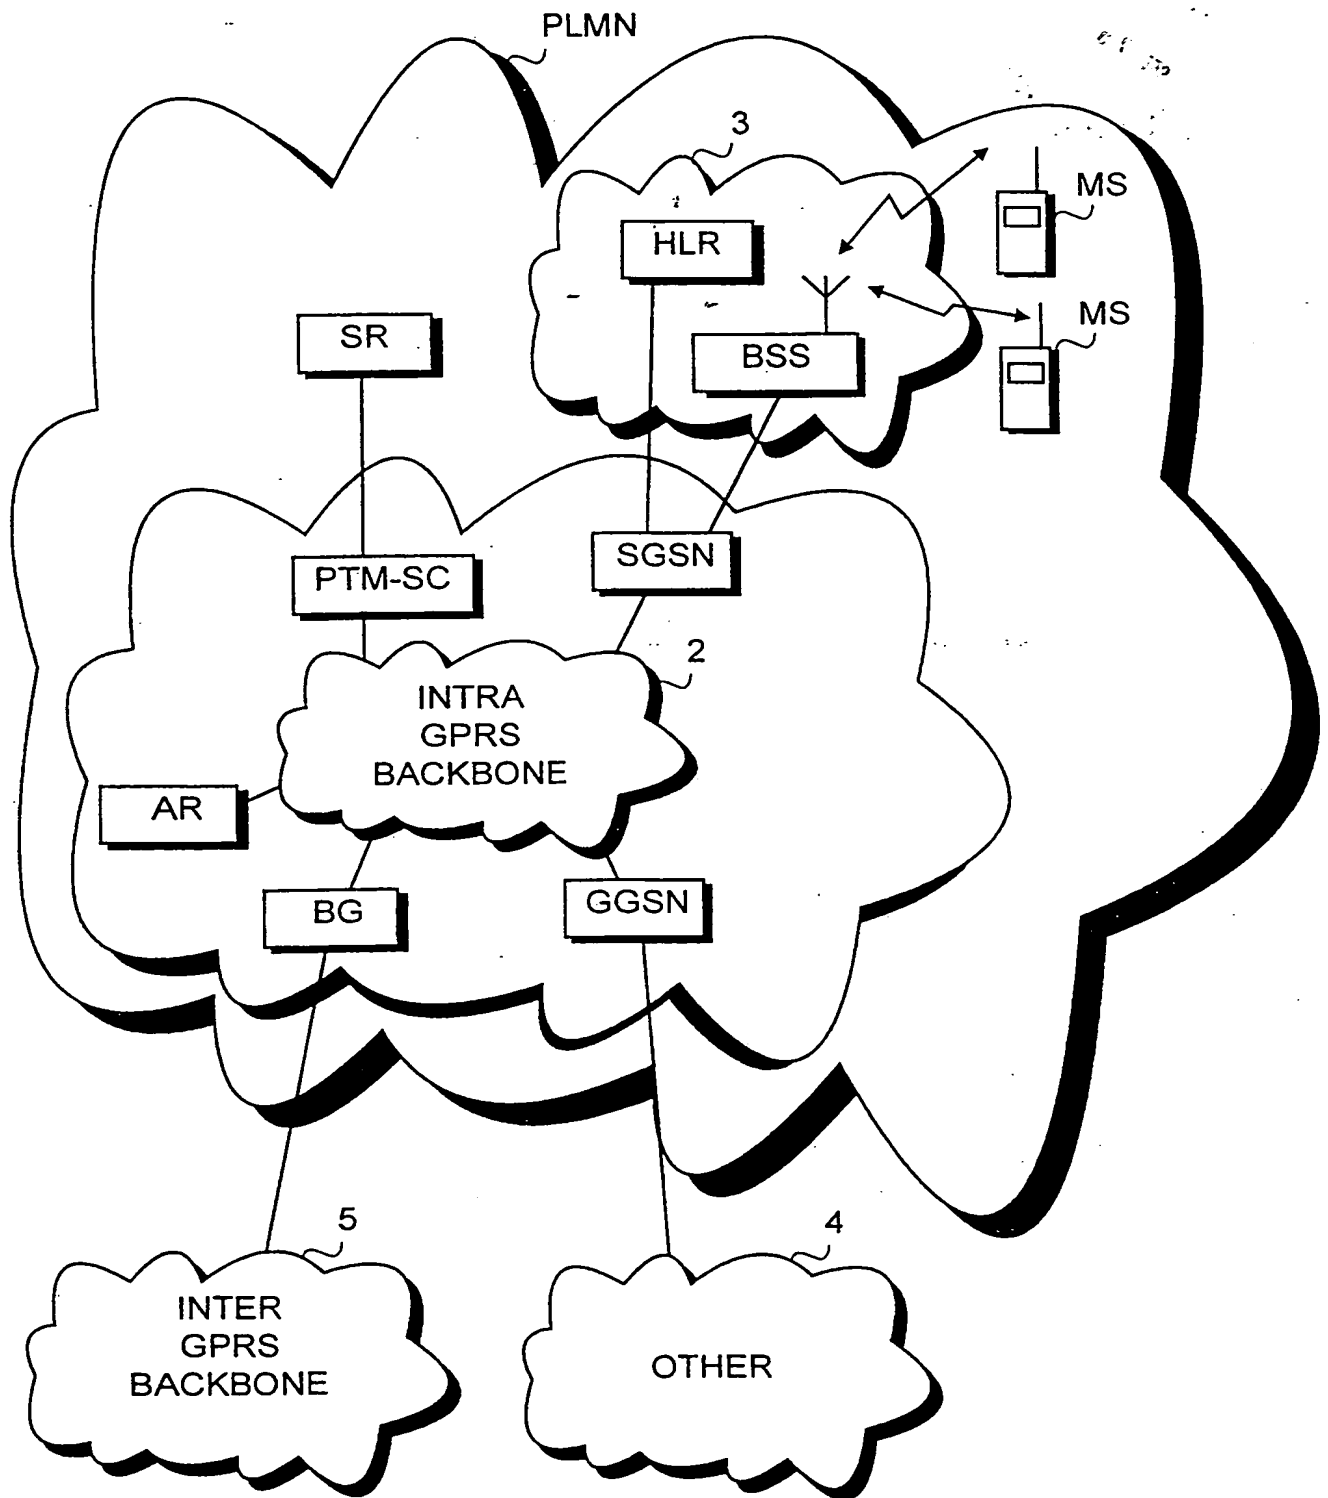 PLMN
3
MS
HLR
MS
SR
BSS
PTM-SC
SGSN
2
INTRA
GPRS
BACKBONE
AR
BG
GGSN
5
4
INTER
GPRS
BACKBONE
OTHER